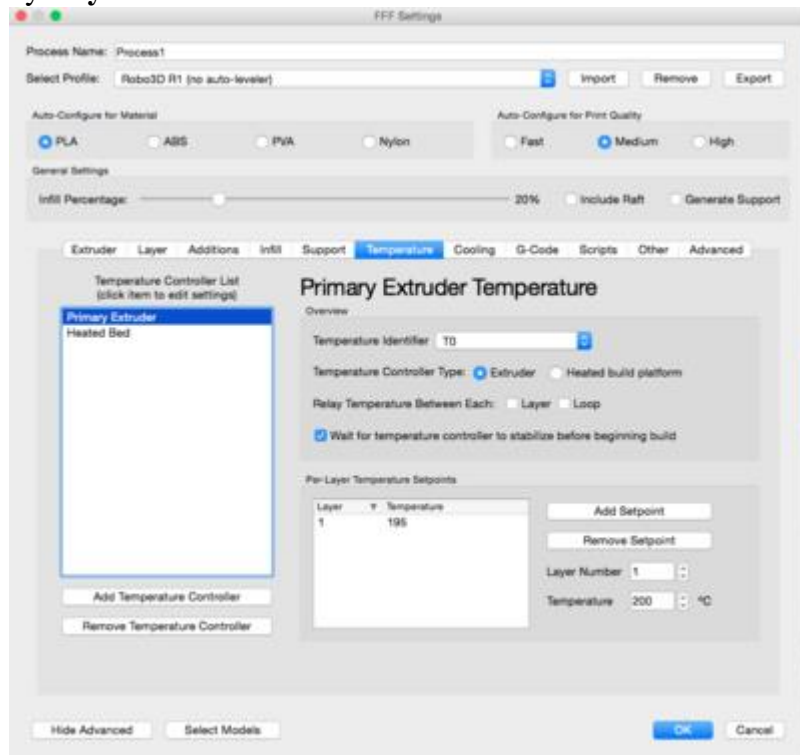 FFF Settings
Process Name: Process1
Select Profile: Robo3D R1 (no auto-leveler) Import Remove Export
Auto-Configure for Material Auto-Configure for Print Quality
PLA ABS PVA Nylon Fast Medium High
General Settings
Infill Percentage: 20% Include Raft Generate Support
Extruder Layer Additions Infill Support Temperature Cooling G-Code Scripts Other Advanced
Temperature Controller List
(click item to edit settings)
Primary Extruder
Heated Bed
Add Temperature Controller
Remove Temperature Controller
Primary Extruder Temperature
Overview
Temperature Identifier T0
Temperature Controller Type: Extruder Heated build platform
Relay Temperature Between Each: Layer Loop
Wait for temperature controller to stabilize before beginning build
Per-Layer Temperature Setpoints
Layer Temperature
1 195
Add Setpoint
Remove Setpoint
Layer Number 1
Temperature 200 ºC
Hide Advanced Select Models OK Cancel